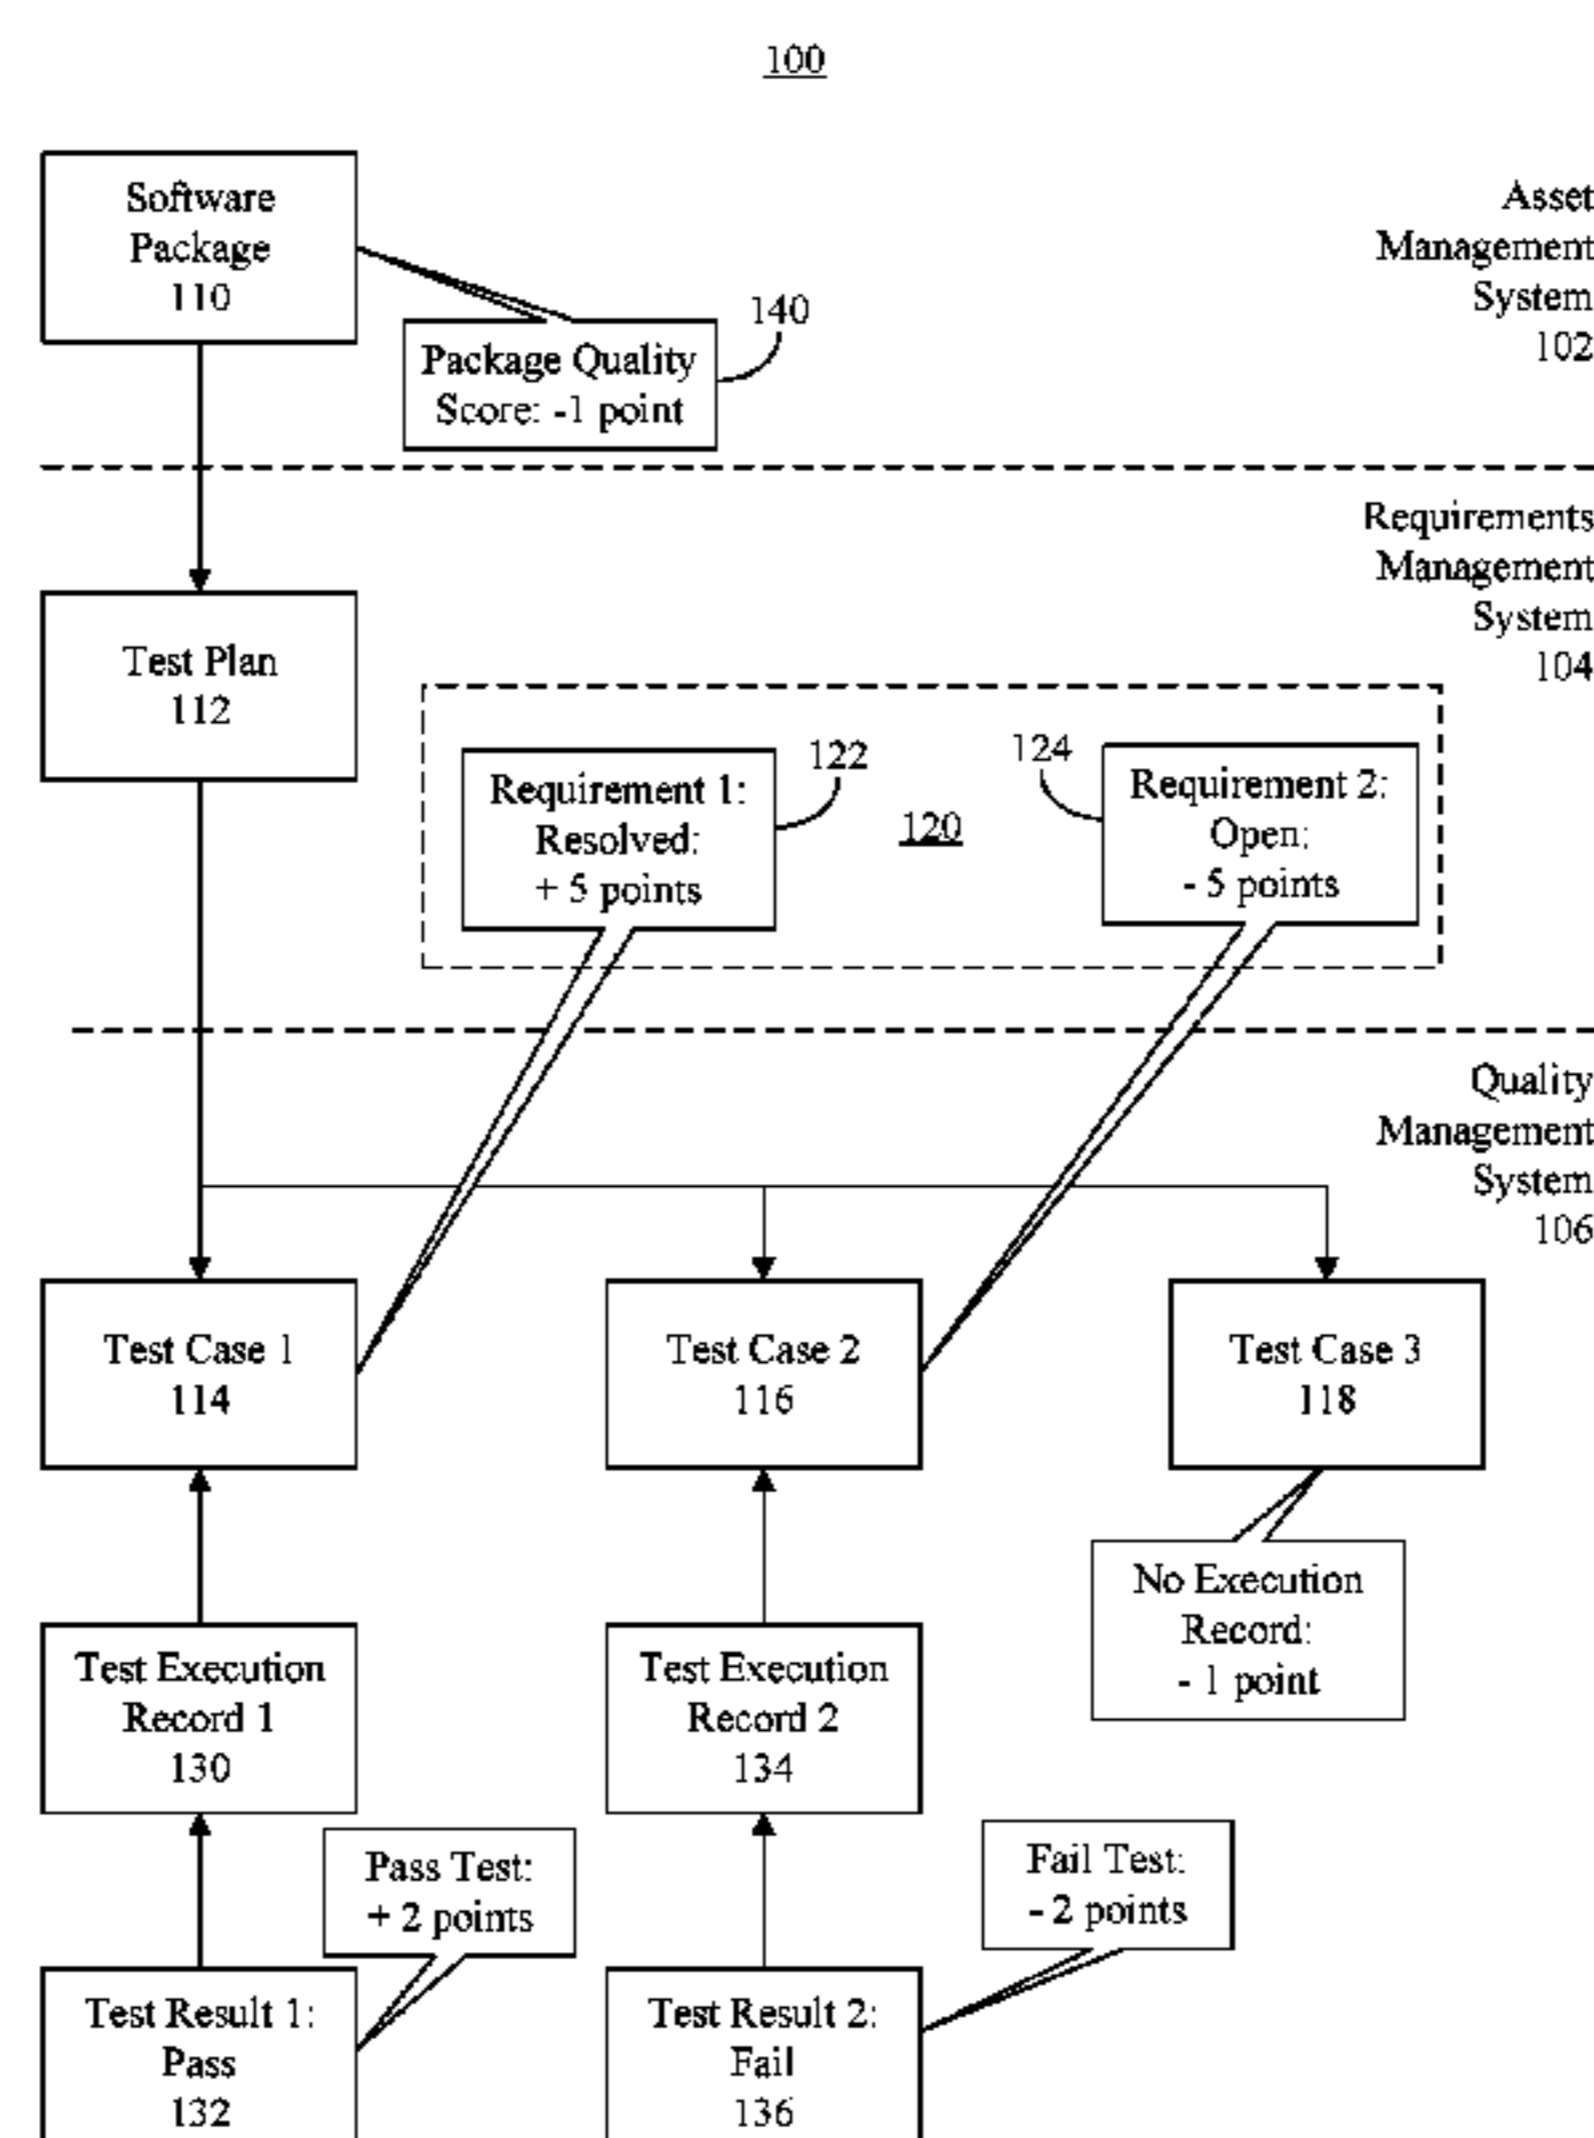 100
Software
Package
110
Asset
Management
System
102
140
Package Quality
Score: -1 point
Requirements
Management
System
104
Test Plan
112
122
Requirement 1:
Resolved:
+ 5 points
120
124
Requirement 2:
Open:
- 5 points
Quality
Management
System
106
Test Case 1
114
Test Case 2
116
Test Case 3
118
No Execution
Record:
- 1 point
Test Execution
Record 1
130
Test Execution
Record 2
134
Pass Test:
+ 2 points
Fail Test:
- 2 points
Test Result 1:
Pass
132
Test Result 2:
Fail
136